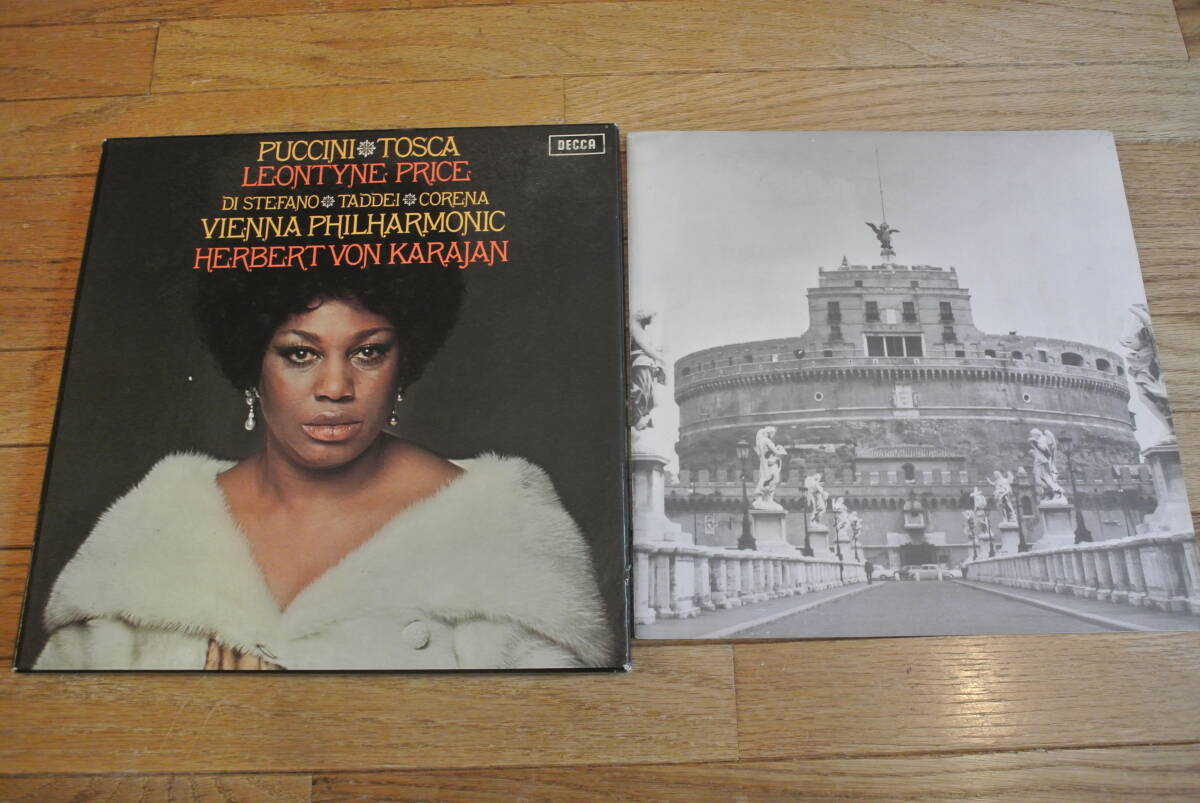 PUCCINI TOSCA
LEONTYNE PRICE
DI STEFANO TADDEI CORENA
VIENNA PHILHARMONIC
HERBERT VON KARAJAN
DECCA